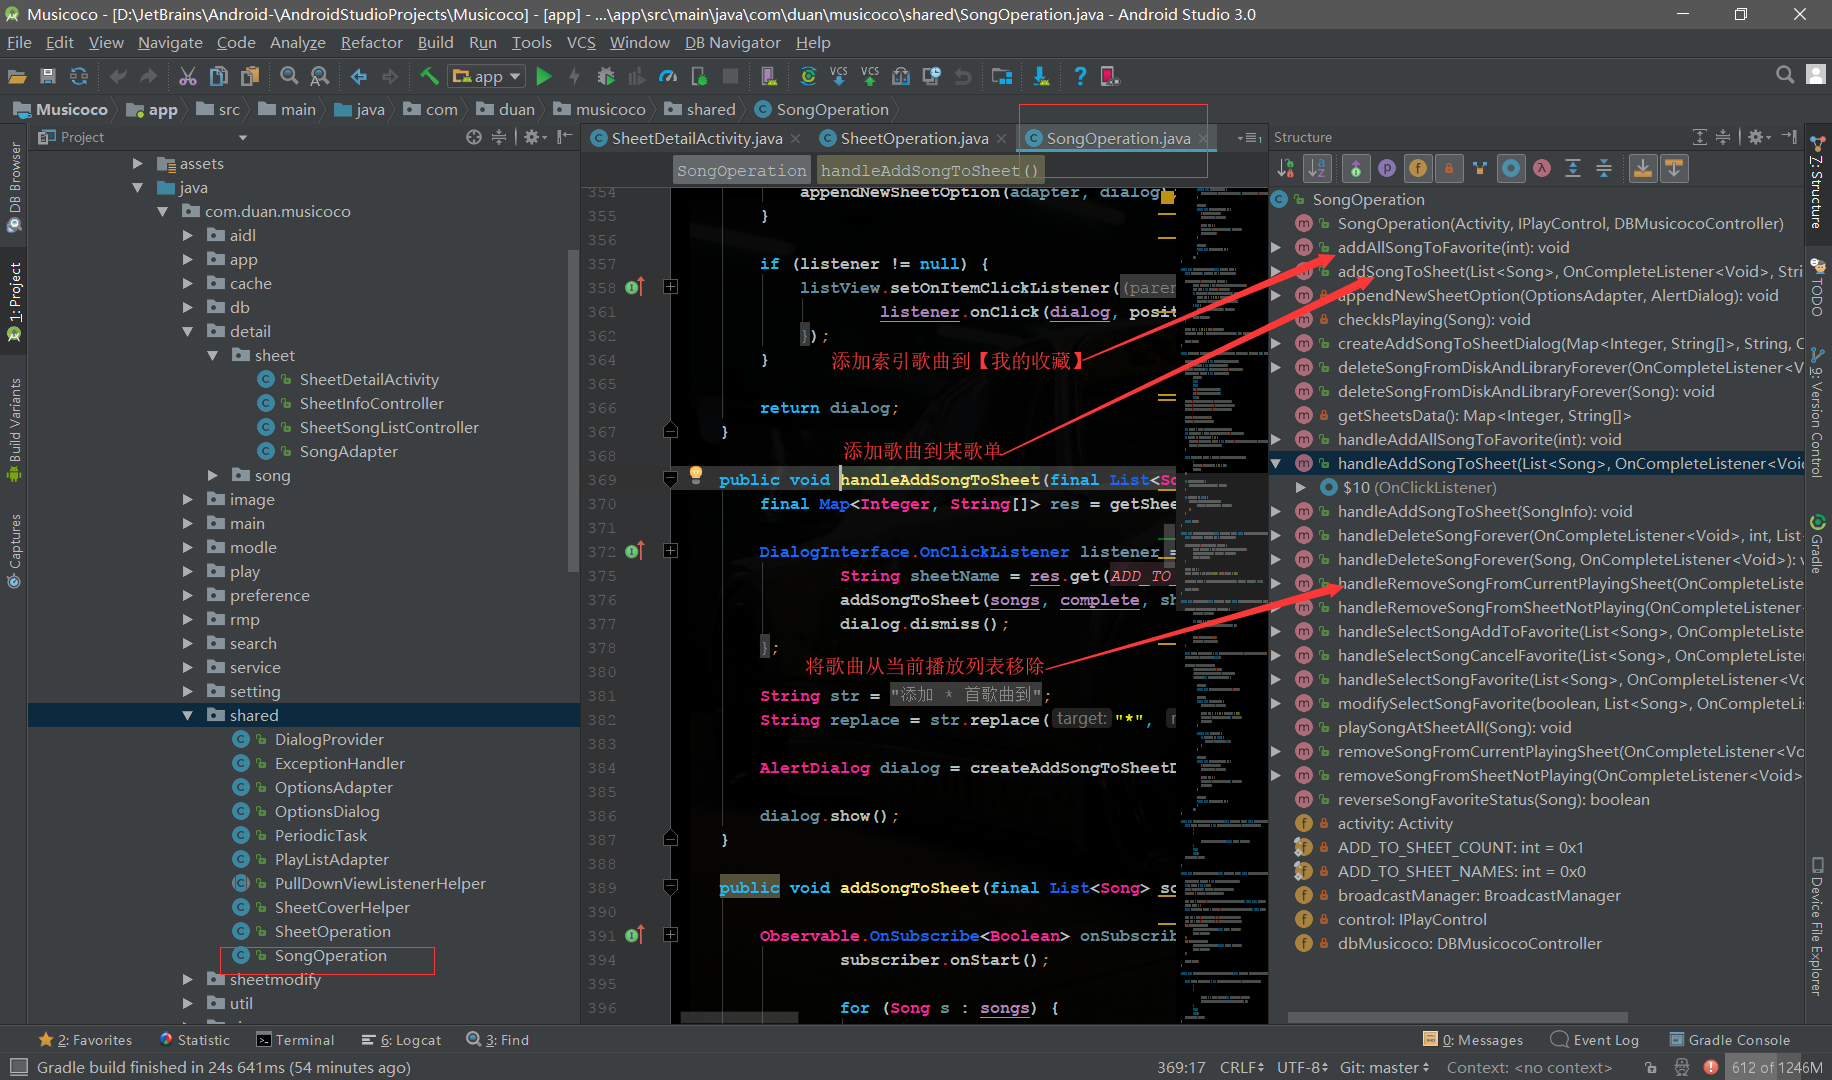 Musicoco - [D:\JetBrains\Android-\AndroidStudioProjects\Musicoco] - [app] - ...\app\src\main\java\com\duan\musicoco\shared\SongOperation.java - Android Studio 3.0
File Edit View Navigate Code Analyze Refactor Build Run Tools VCS Window DB Navigator Help
app VCS VCS
Musicoco app src main java com duan musicoco shared SongOperation
Project
assets
java
com.duan.musicoco
aidl
app
cache
db
detail
sheet
SheetDetailActivity
SheetInfoController
SheetSongListController
SongAdapter
song
image
main
modle
play
preference
rmp
search
service
setting
shared
DialogProvider
ExceptionHandler
OptionsAdapter
OptionsDialog
PeriodicTask
PlayListAdapter
PullDownViewListenerHelper
SheetCoverHelper
SheetOperation
SongOperation
sheetmodify
util
DB Browser
1: Project
Build Variants
Captures
SheetDetailActivity.java SheetOperation.java SongOperation.java
SongOperation handleAddSongToSheet()
354 appendNewSheetOption(adapter, dialog)
355 }
356
357 if (listener != null) {
358 listView.setOnItemClickListener((paren
361 listener.onClick(dialog, posit
362 });
364 }
添加索引歌曲到【我的收藏】
365
366 return dialog;
367 }
368
添加歌曲到某歌单
369 public void handleAddSongToSheet(final List<So
370 final Map<Integer, String[]> res = getShee
371
372 DialogInterface.OnClickListener listener =
375 String sheetName = res.get(ADD_TO_
376 addSongToSheet(songs, complete, sh
377 dialog.dismiss();
379 };
将歌曲从当前播放列表移除
380
381 String str = "添加 * 首歌曲到";
382 String replace = str.replace( target: "*",
383
384 AlertDialog dialog = createAddSongToSheetD
385
386 dialog.show();
387 }
388
389 public void addSongToSheet(final List<Song> so
390
391 Observable.OnSubscribe<Boolean> onSubscrib
394 subscriber.onStart();
395
396 for (Song s : songs) {
Structure
SongOperation
SongOperation(Activity, IPlayControl, DBMusicocoController)
addAllSongToFavorite(int): void
addSongToSheet(List<Song>, OnCompleteListener<Void>, Stri
appendNewSheetOption(OptionsAdapter, AlertDialog): void
checkIsPlaying(Song): void
createAddSongToSheetDialog(Map<Integer, String[]>, String, O
deleteSongFromDiskAndLibraryForever(OnCompleteListener<V
deleteSongFromDiskAndLibraryForever(Song): void
getSheetsData(): Map<Integer, String[]>
handleAddAllSongToFavorite(int): void
handleAddSongToSheet(List<Song>, OnCompleteListener<Voi
$10 (OnClickListener)
handleAddSongToSheet(SongInfo): void
handleDeleteSongForever(OnCompleteListener<Void>, int, List
handleDeleteSongForever(Song, OnCompleteListener<Void>): v
handleRemoveSongFromCurrentPlayingSheet(OnCompleteListe
handleRemoveSongFromSheetNotPlaying(OnCompleteListener
handleSelectSongAddToFavorite(List<Song>, OnCompleteListe
handleSelectSongCancelFavorite(List<Song>, OnCompleteListe
handleSelectSongFavorite(List<Song>, OnCompleteListener<Vo
modifySelectSongFavorite(boolean, List<Song>, OnCompleteLi
playSongAtSheetAll(Song): void
removeSongFromCurrentPlayingSheet(OnCompleteListener<Vo
removeSongFromSheetNotPlaying(OnCompleteListener<Void>
reverseSongFavoriteStatus(Song): boolean
activity: Activity
ADD_TO_SHEET_COUNT: int = 0x1
ADD_TO_SHEET_NAMES: int = 0x0
broadcastManager: BroadcastManager
control: IPlayControl
dbMusicoco: DBMusicocoController
7: Structure
TODO
9: Version Control
Gradle
Device File Explorer
2: Favorites Statistic Terminal 6: Logcat 3: Find 0: Messages Event Log Gradle Console
Gradle build finished in 24s 641ms (54 minutes ago) 369:17 CRLF UTF-8 Git: master Context: <no context> 612 of 1246M